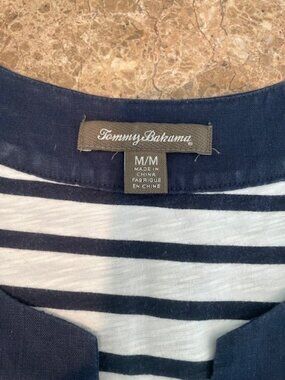 Tommy Bahama®
M/M
MADE IN
CHINA
FABRIQUÉ
EN CHINE